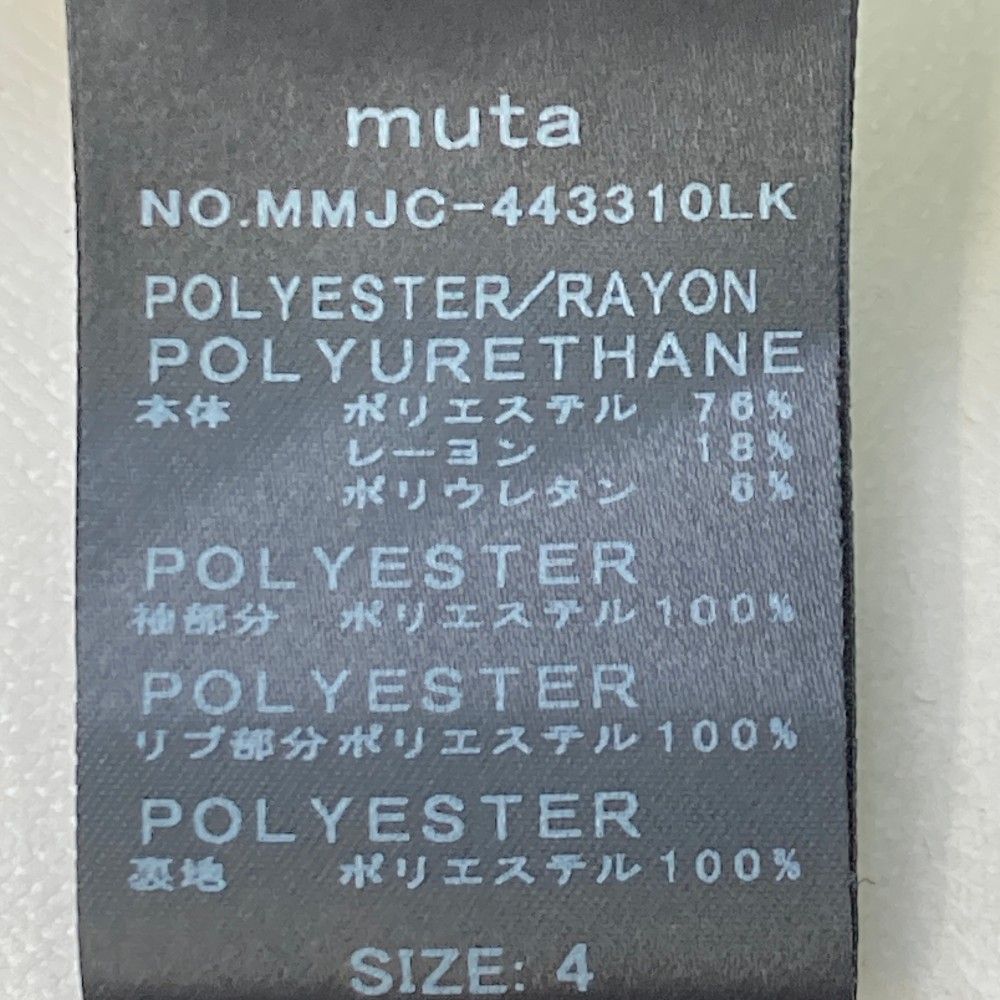 muta
NO.MMJC-443310LK
POLYESTER/RAYON
POLYURETHANE
本体 ポリエステル 76%
レーヨン 18%
ポリウレタン 6%
POLYESTER
袖部分 ポリエステル100%
POLYESTER
リブ部分ポリエステル100%
POLYESTER
裏地 ポリエステル100%
SIZE: 4